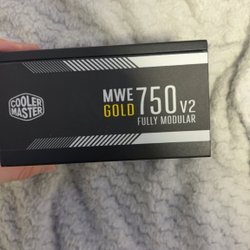 COOLER
MASTER
MWE
GOLD
750 V2
FULLY MODULAR